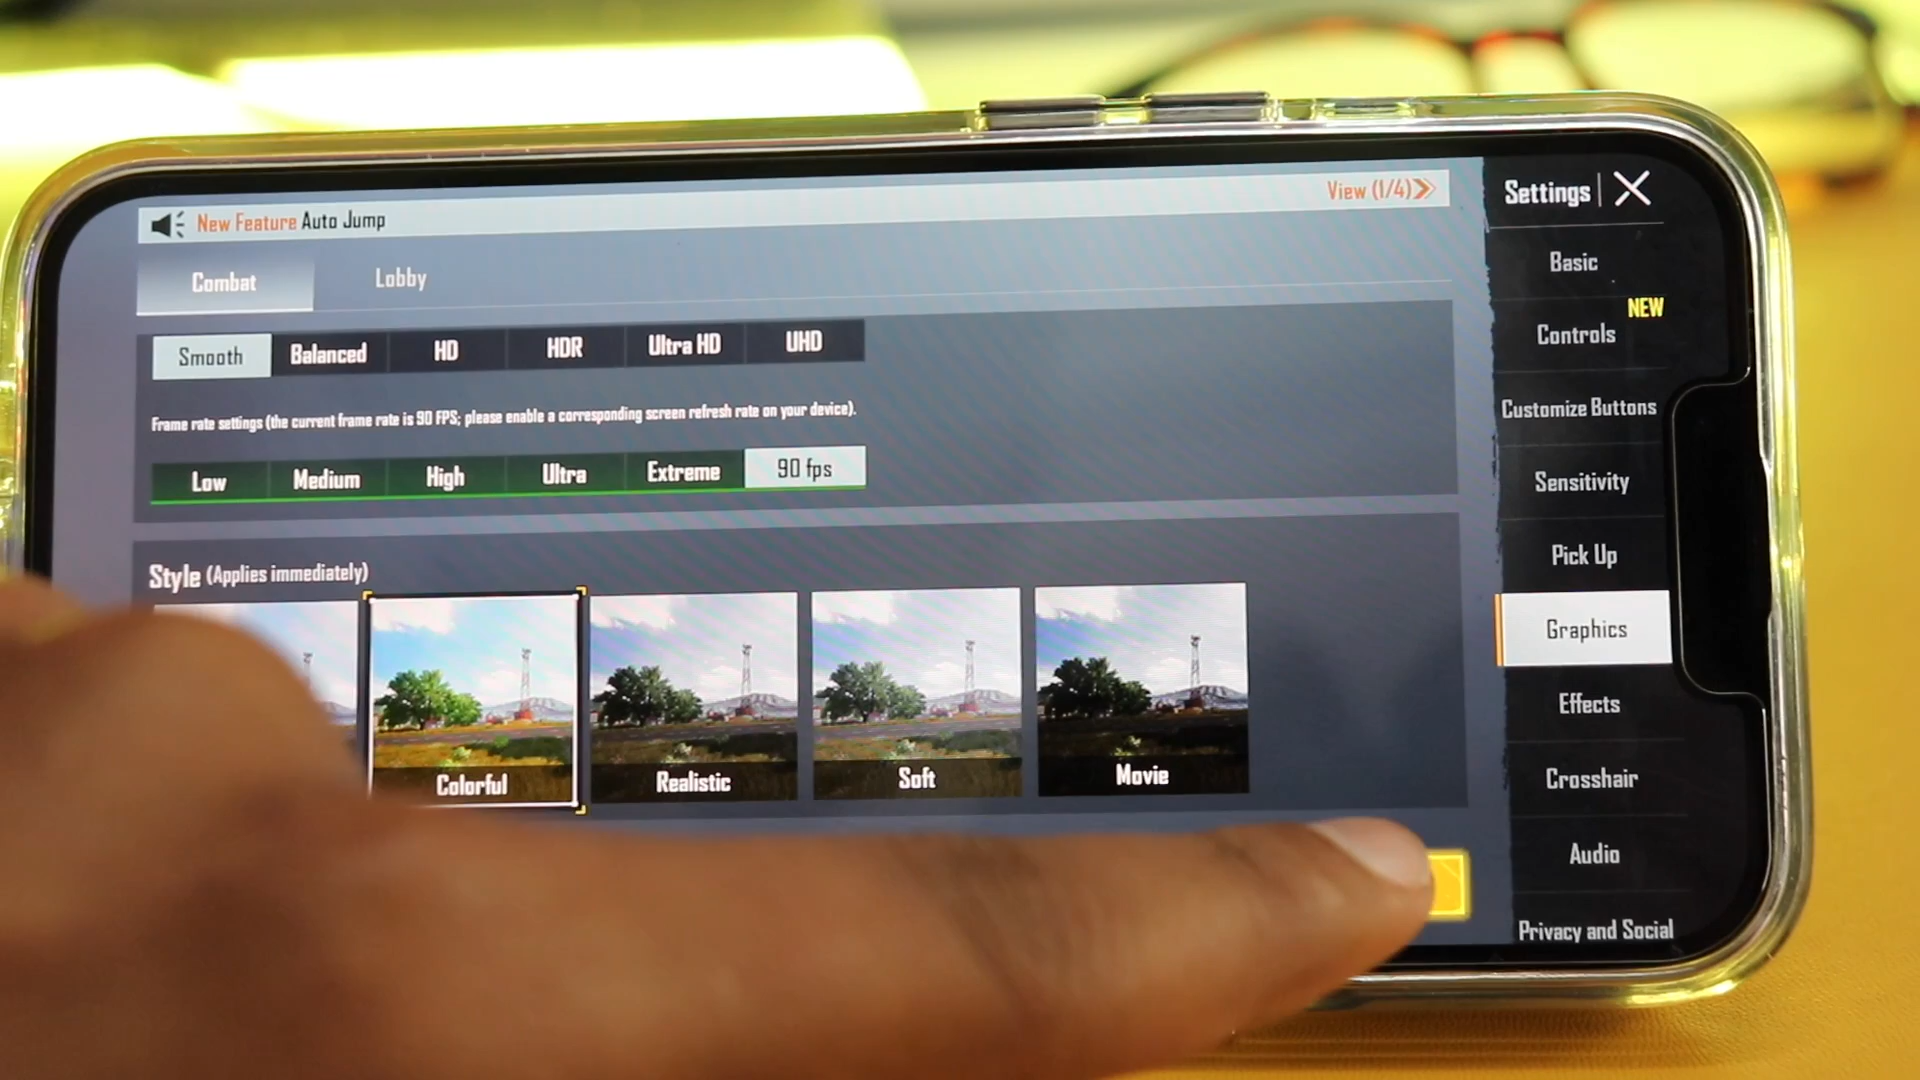 New Feature Auto Jump
View (1/4)
Settings
Combat
Lobby
Basic
NEW
Controls
Smooth
Balanced
HD
HDR
Ultra HD
UHD
Customize Buttons
Frame rate settings (the current frame rate is 90 FPS; please enable a corresponding screen refresh rate on your device).
Low
Medium
High
Ultra
Extreme
90 fps
Sensitivity
Pick Up
Style (Applies immediately)
Graphics
Colorful
Realistic
Soft
Movie
Effects
Crosshair
Audio
Privacy and Social